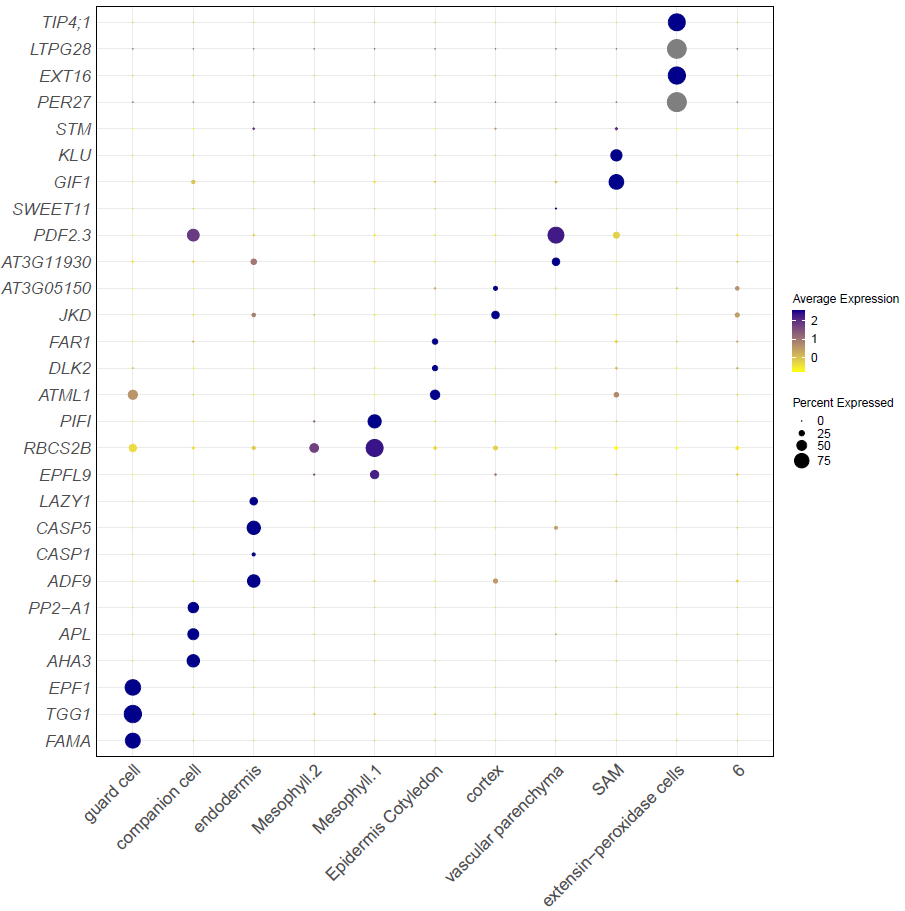 TIP4;1
LTPG28
EXT16
PER27
STM
KLU
GIF1
SWEET11
PDF2.3
AT3G11930
AT3G05150
JKD
FAR1
DLK2
ATML1
PIFI
RBCS2B
EPFL9
LAZY1
CASP5
CASP1
ADF9
PP2−A1
APL
AHA3
EPF1
TGG1
FAMA
guard cell
companion cell
endodermis
Mesophyll.2
Mesophyll.1
Epidermis Cotyledon
cortex
vascular parenchyma
SAM
extensin−peroxidase cells
6
Average Expression
2
1
0
Percent Expressed
0
25
50
75